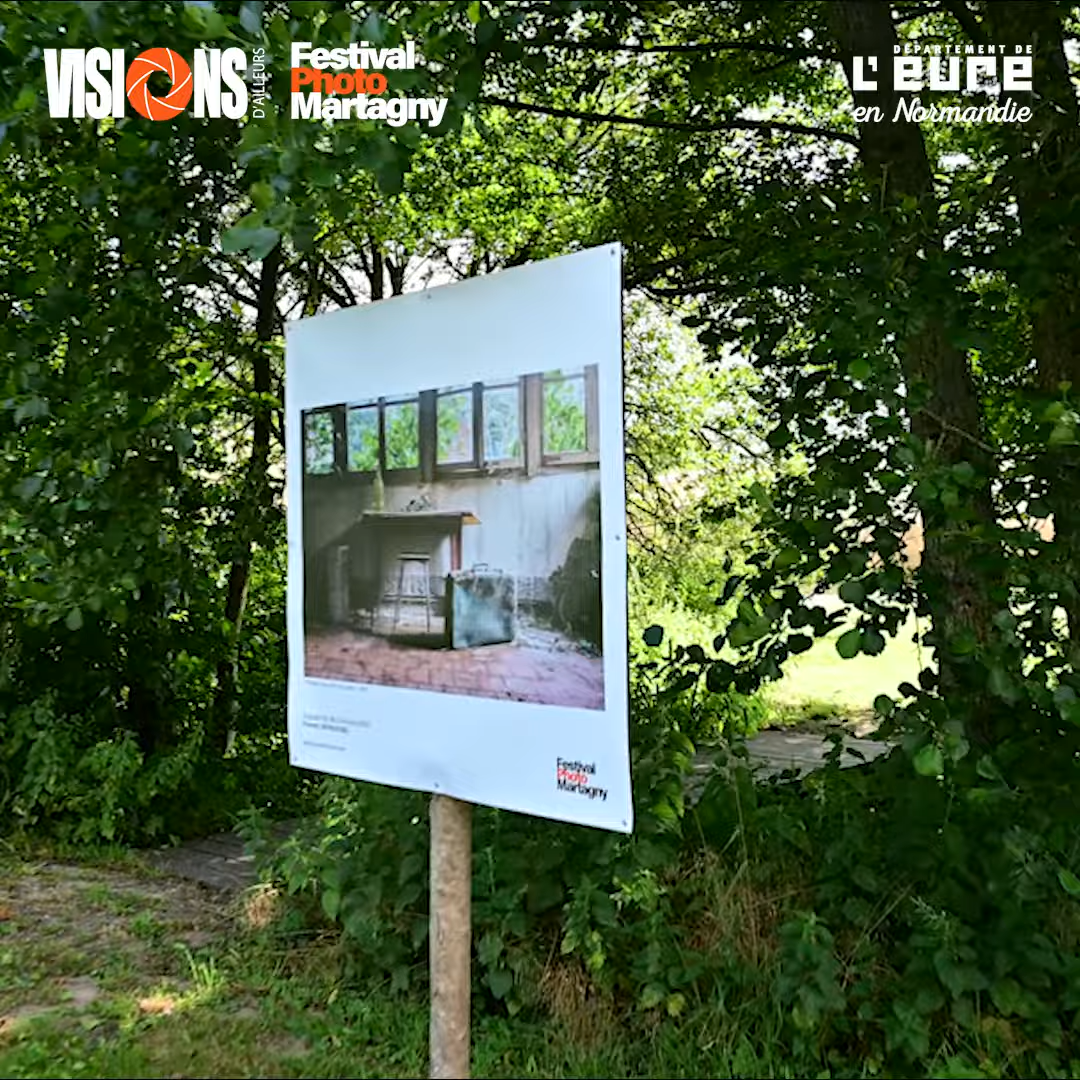 VISIONS
D'AILLEURS
Festival
Photo
Martagny
DÉPARTEMENT DE
L'EURE
en Normandie
Festival
Photo
Martagny